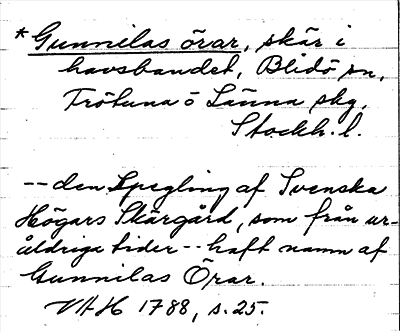 *Gunnilas örar, skär i
havsbandet, Blidö sn,
Frötuna o Länna skg,
Stockh. l.
-- den Spegling af Svenska
Högars Skärgård, som från ur-
åldriga tider -- haft namn af
Gunnilas Örar.
VHAH 1788, s. 25.